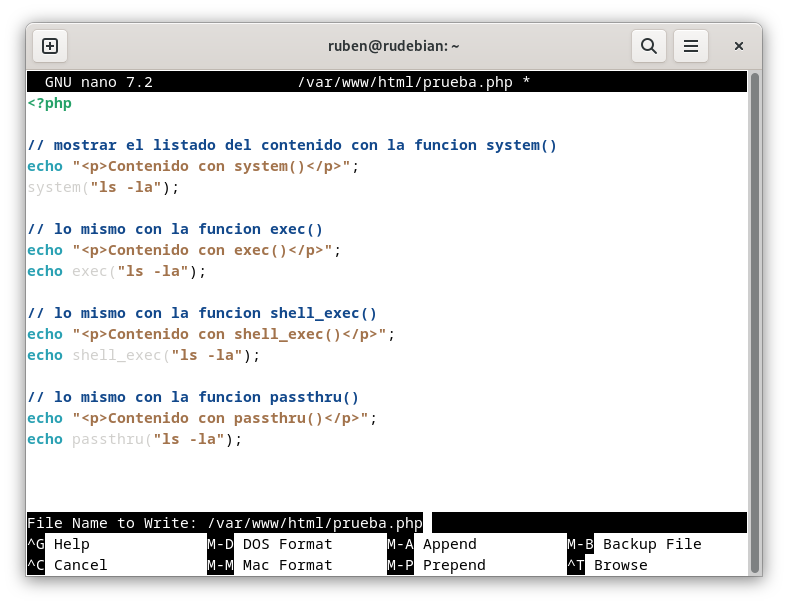 ruben@rudebian: ~
GNU nano 7.2 /var/www/html/prueba.php *
<?php
// mostrar el listado del contenido con la funcion system()
echo "<p>Contenido con system()</p>";
system("ls -la");
// lo mismo con la funcion exec()
echo "<p>Contenido con exec()</p>";
echo exec("ls -la");
// lo mismo con la funcion shell_exec()
echo "<p>Contenido con shell_exec()</p>";
echo shell_exec("ls -la");
// lo mismo con la funcion passthru()
echo "<p>Contenido con passthru()</p>";
echo passthru("ls -la");
File Name to Write: /var/www/html/prueba.php
^G Help M-D DOS Format M-A Append M-B Backup File
^C Cancel M-M Mac Format M-P Prepend ^T Browse